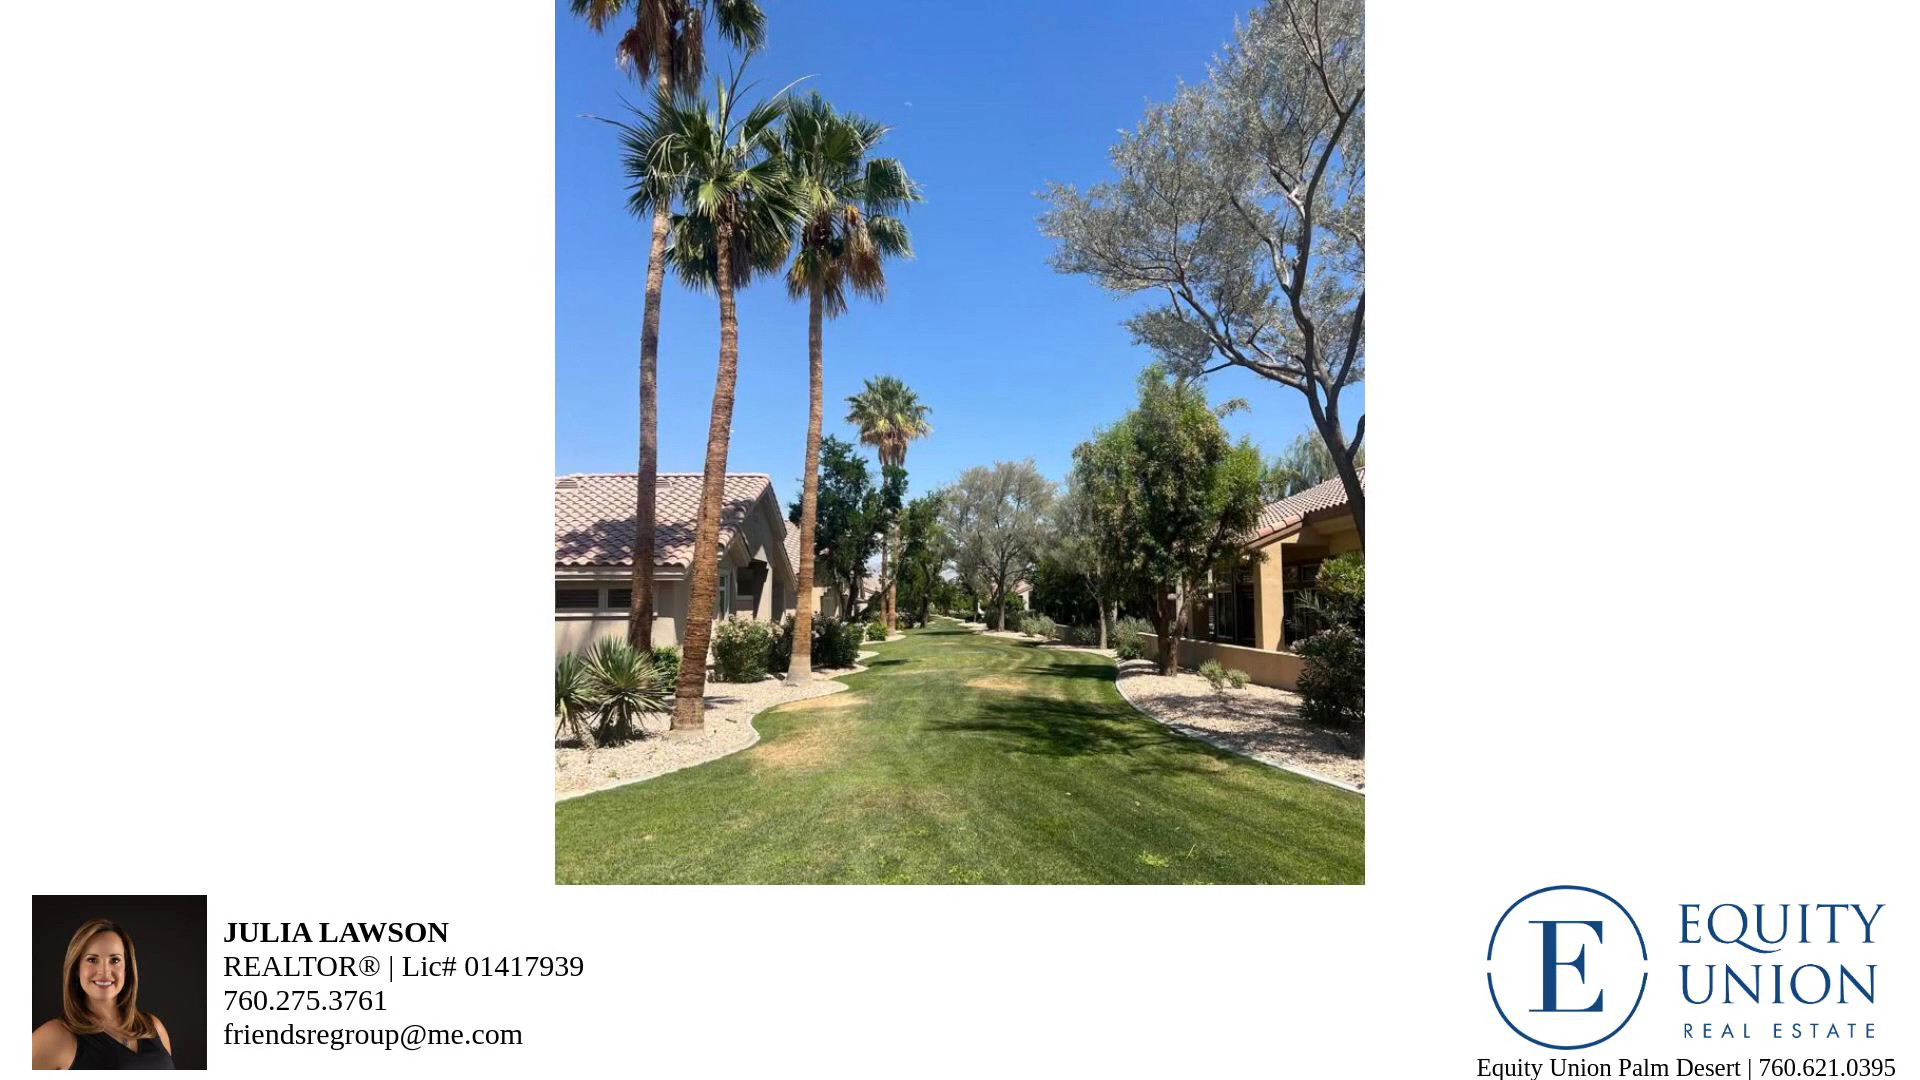 JULIA LAWSON
REALTOR® | Lic# 01417939
760.275.3761
friendsregroup@me.com
E
EQUITY
UNION
REAL ESTATE
Equity Union Palm Desert | 760.621.0395